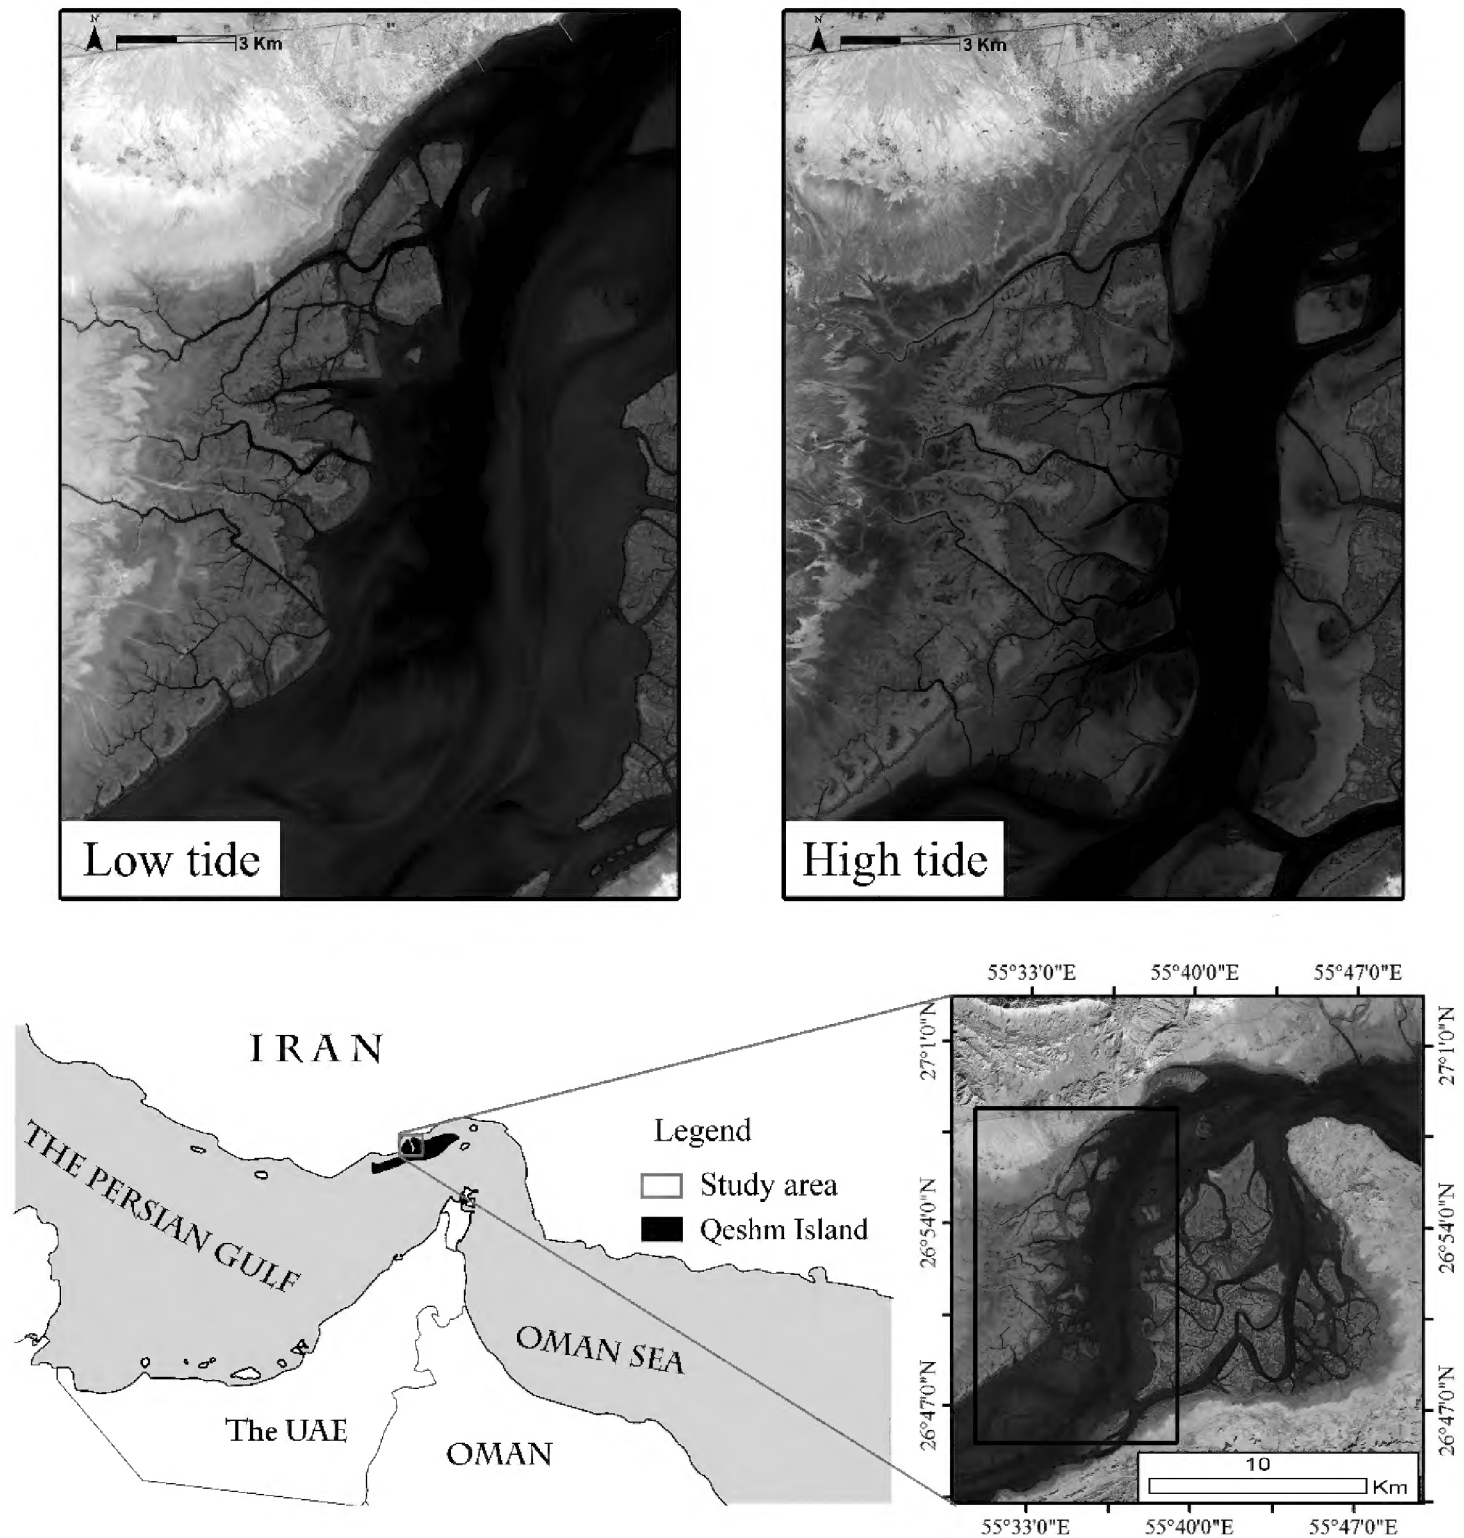 N
3 Km
Low tide
N
3 Km
High tide
IRAN
THE PERSIAN GULF
OMAN SEA
The UAE
OMAN
Legend
Study area
Qeshm Island
55°33'0"E 55°40'0"E 55°47'0"E
27°1'0"N
26°54'0"N
26°47'0"N
27°1'0"N
26°54'0"N
26°47'0"N
10
Km
55°33'0"E 55°40'0"E 55°47'0"E